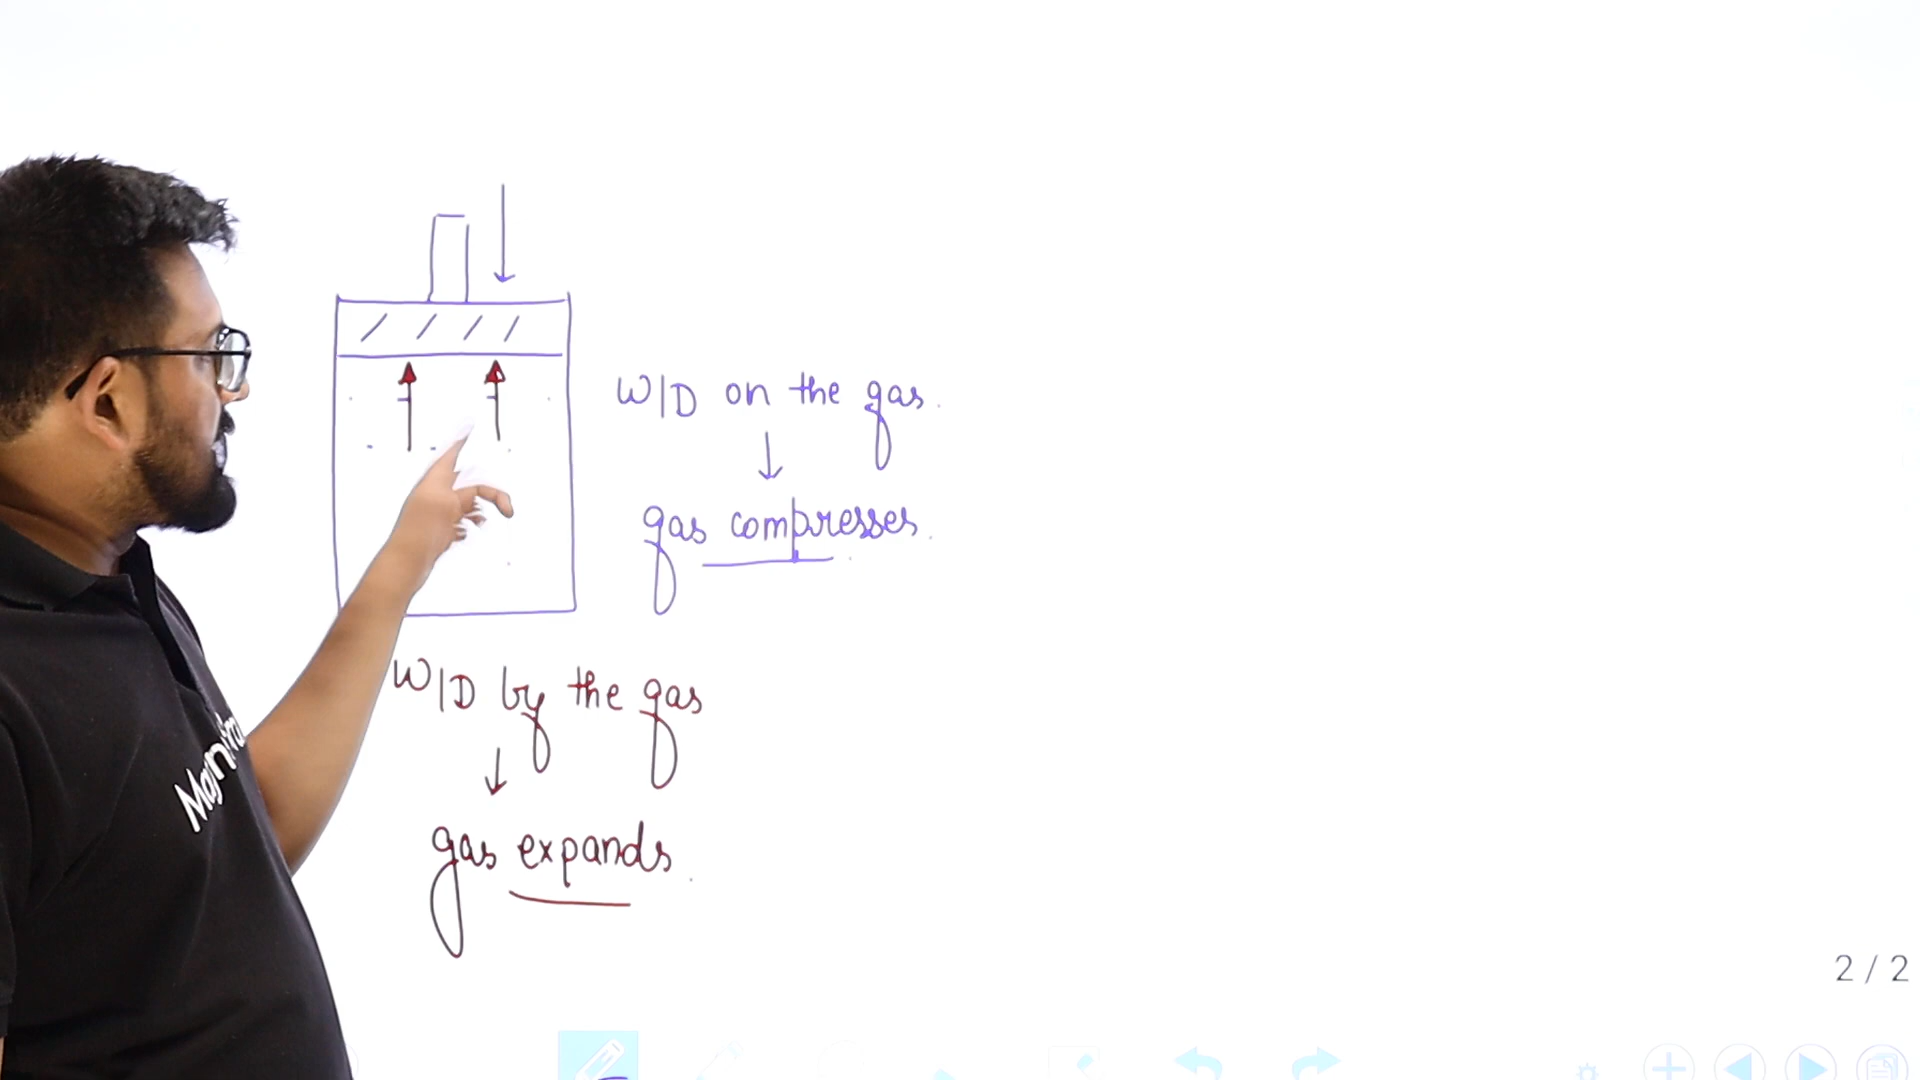 W/D on the gas.
↓
gas compresses.
W/D by the gas
↓
gas expands.
2 / 2